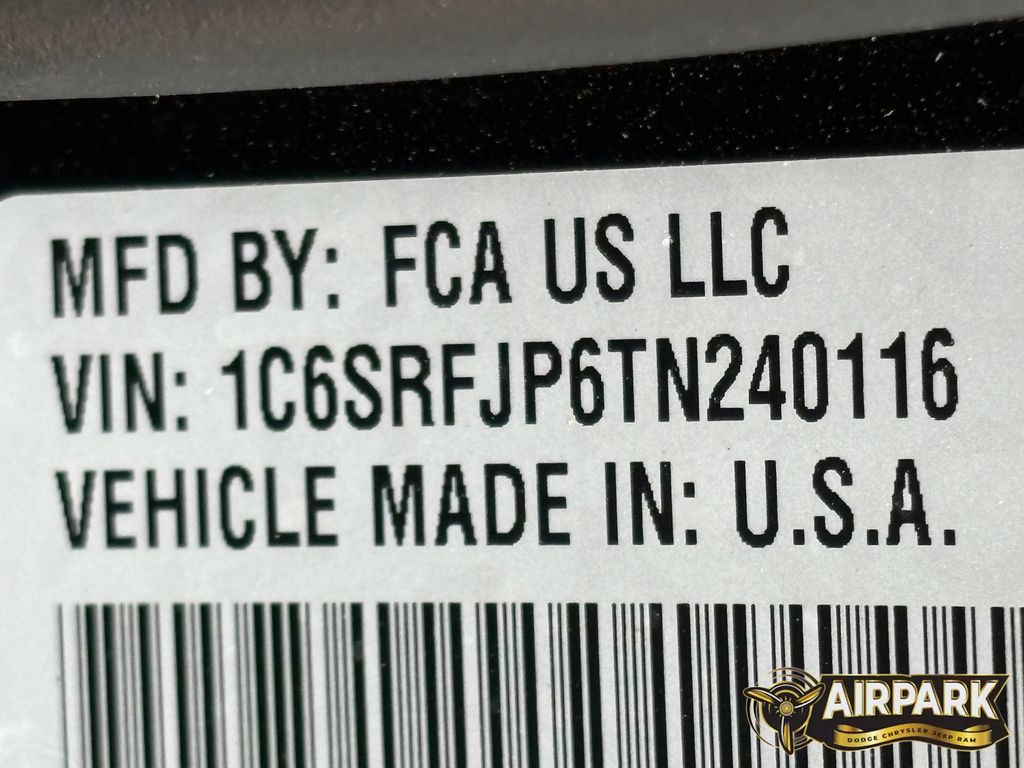 MFD BY: FCA US LLC
VIN: 1C6SRFJP6TN240116
VEHICLE MADE IN: U.S.A.
AIRPARK
DODGE CHRYSLER JEEP RAM